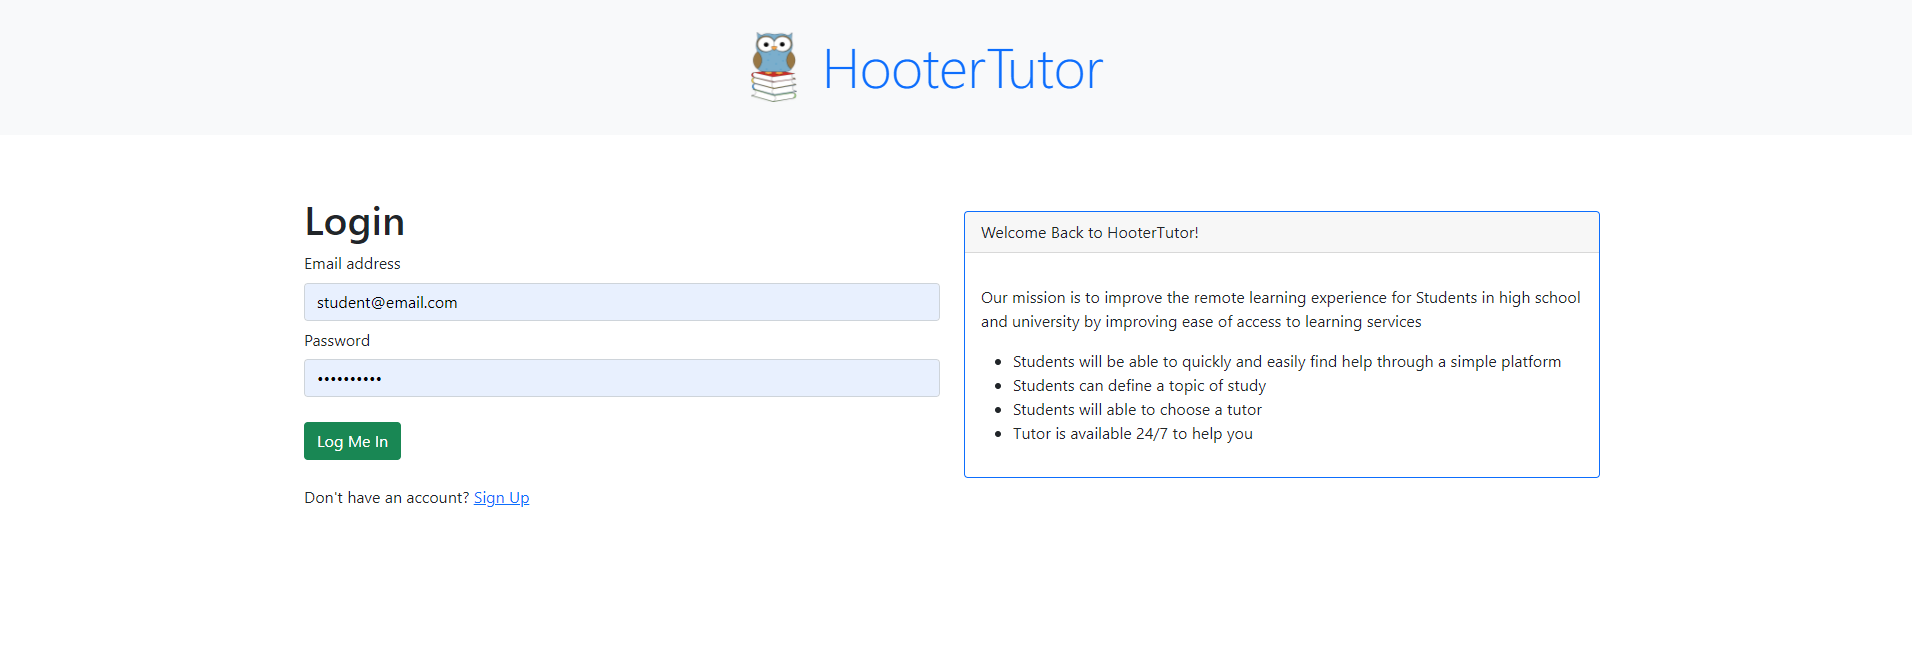 HooterTutor
Login
Email address
student@email.com
Password
••••••••••
Log Me In
Don't have an account? Sign Up
Welcome Back to HooterTutor!
Our mission is to improve the remote learning experience for Students in high school
and university by improving ease of access to learning services
• Students will be able to quickly and easily find help through a simple platform
• Students can define a topic of study
• Students will able to choose a tutor
• Tutor is available 24/7 to help you